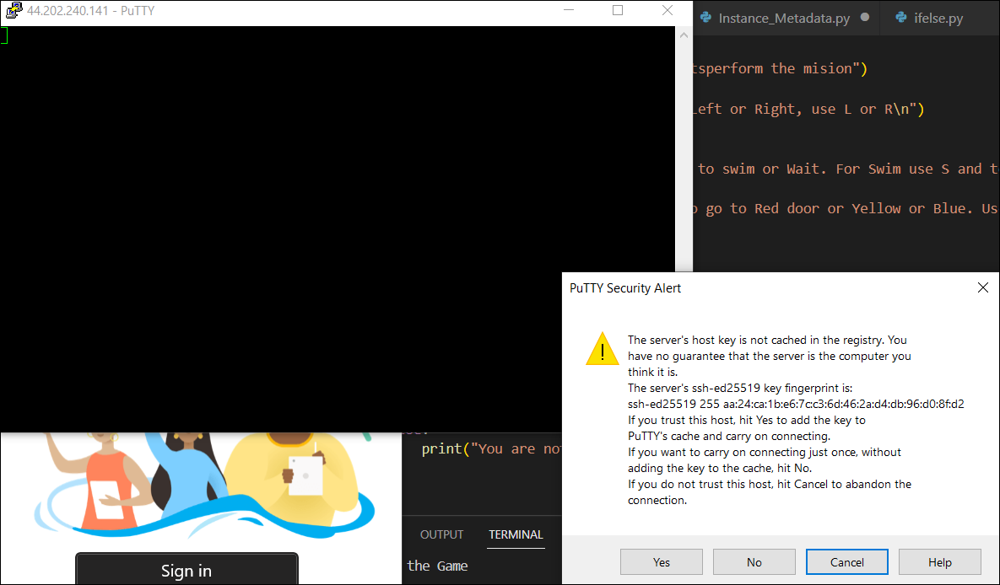 44.202.240.141 - PuTTY
Instance_Metadata.py
ifelse.py
tsperform the mision")
Left or Right, use L or R\n")
to swim or Wait. For Swim use S and t
o go to Red door or Yellow or Blue. Us
PuTTY Security Alert
The server's host key is not cached in the registry. You
have no guarantee that the server is the computer you
think it is.
The server's ssh-ed25519 key fingerprint is:
ssh-ed25519 255 aa:24:ca:1b:e6:7c:c3:6d:46:2a:d4:db:96:d0:8f:d2
If you trust this host, hit Yes to add the key to
PuTTY's cache and carry on connecting.
If you want to carry on connecting just once, without
adding the key to the cache, hit No.
If you do not trust this host, hit Cancel to abandon the
connection.
Yes
No
Cancel
Help
print("You are no
OUTPUT
TERMINAL
the Game
Sign in